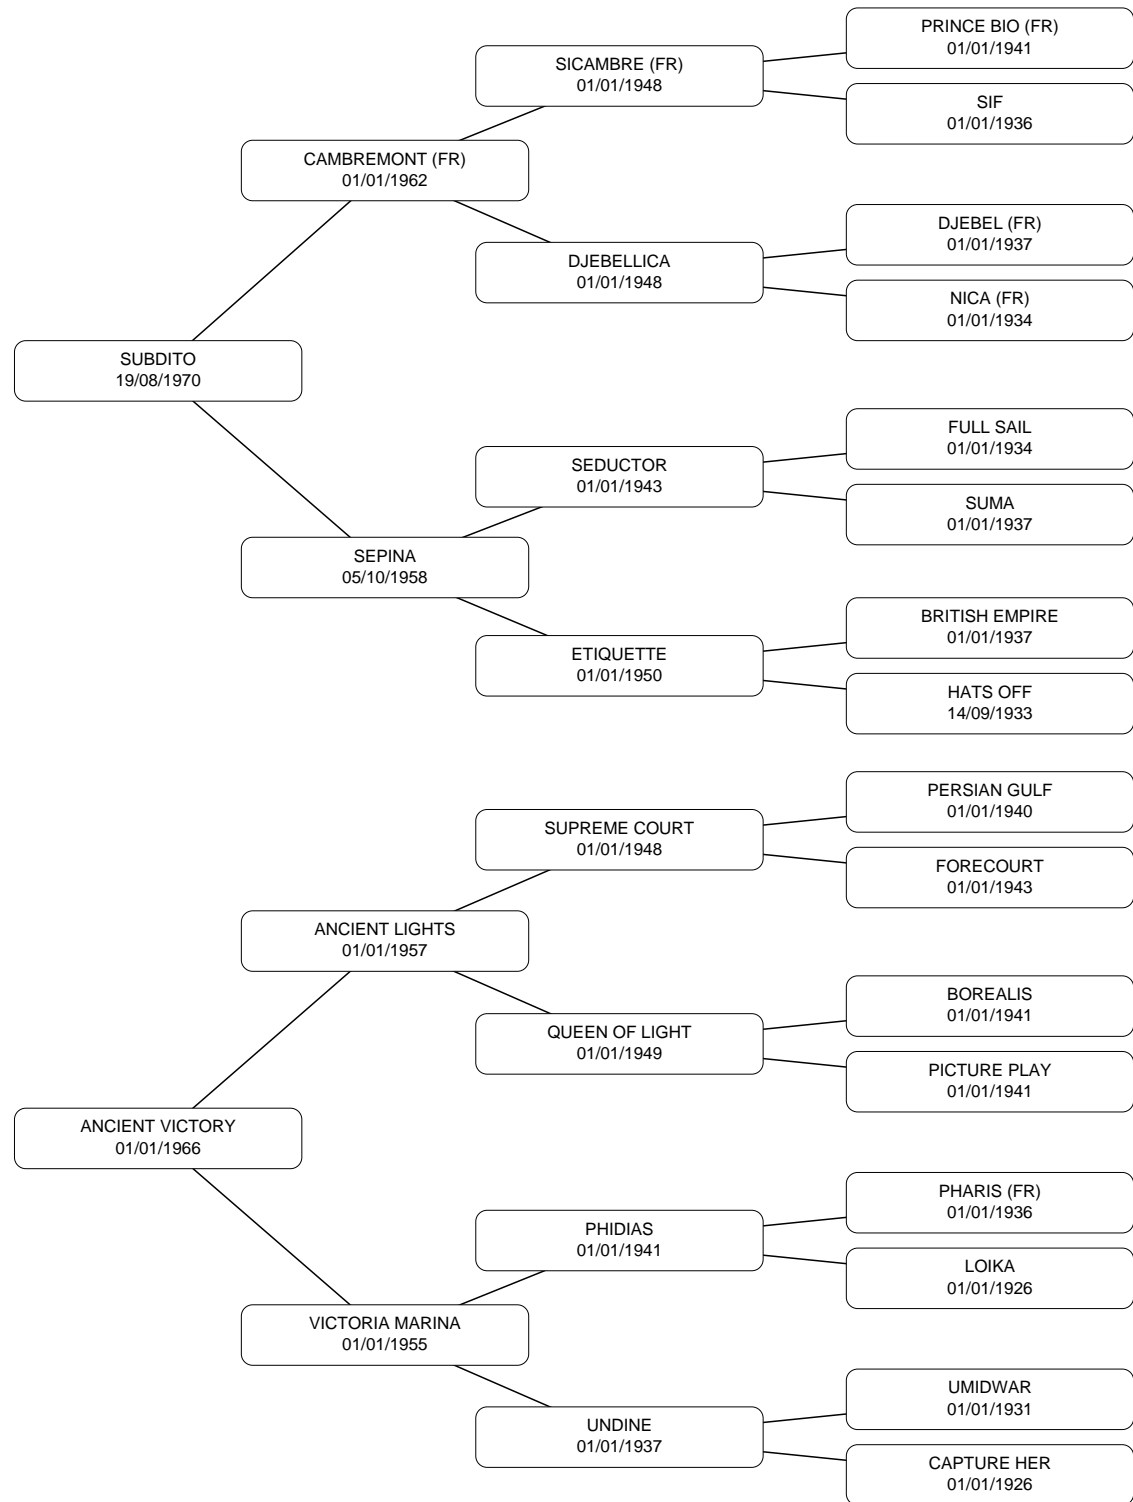 PRINCE BIO (FR)
01/01/1941
SICAMBRE (FR)
01/01/1948
SIF
01/01/1936
CAMBREMONT (FR)
01/01/1962
DJEBEL (FR)
01/01/1937
DJEBELLICA
01/01/1948
NICA (FR)
01/01/1934
SUBDITO
19/08/1970
FULL SAIL
01/01/1934
SEDUCTOR
01/01/1943
SUMA
01/01/1937
SEPINA
05/10/1958
BRITISH EMPIRE
01/01/1937
ETIQUETTE
01/01/1950
HATS OFF
14/09/1933
PERSIAN GULF
01/01/1940
SUPREME COURT
01/01/1948
FORECOURT
01/01/1943
ANCIENT LIGHTS
01/01/1957
BOREALIS
01/01/1941
QUEEN OF LIGHT
01/01/1949
PICTURE PLAY
01/01/1941
ANCIENT VICTORY
01/01/1966
PHARIS (FR)
01/01/1936
PHIDIAS
01/01/1941
LOIKA
01/01/1926
VICTORIA MARINA
01/01/1955
UMIDWAR
01/01/1931
UNDINE
01/01/1937
CAPTURE HER
01/01/1926